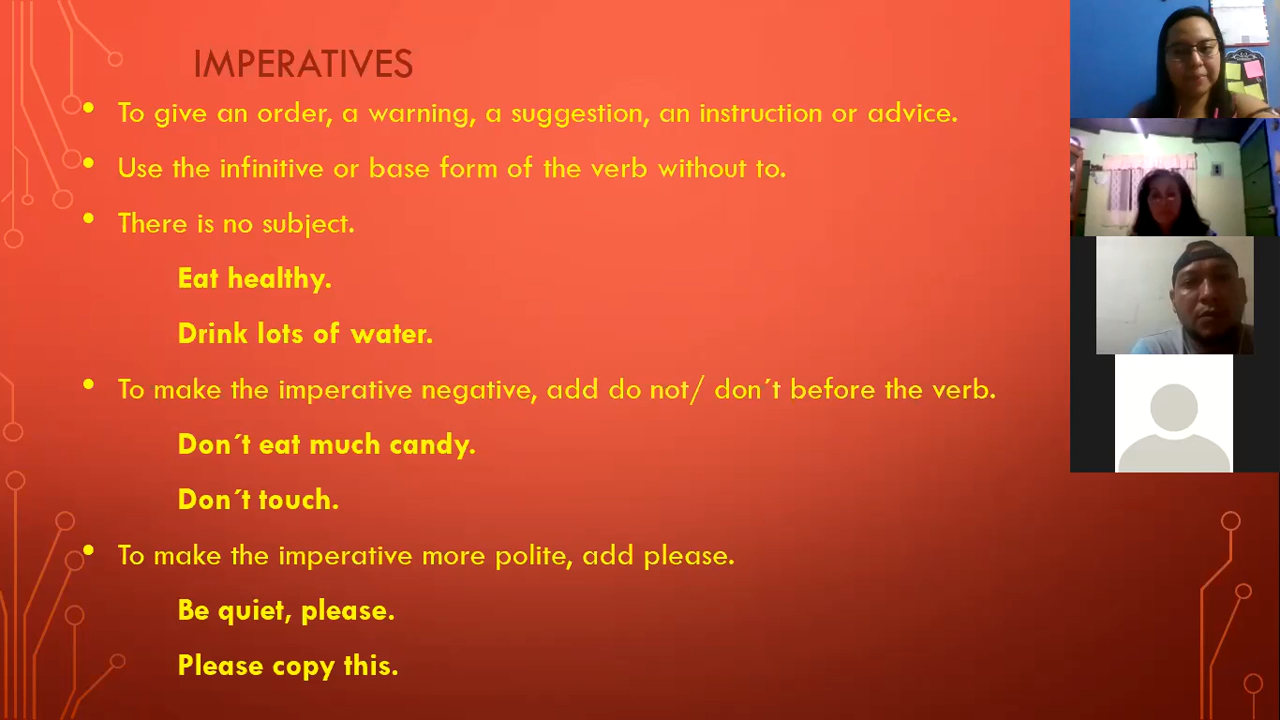 IMPERATIVES
• To give an order, a warning, a suggestion, an instruction or advice.
• Use the infinitive or base form of the verb without to.
• There is no subject.
Eat healthy.
Drink lots of water.
• To make the imperative negative, add do not/ don´t before the verb.
Don´t eat much candy.
Don´t touch.
• To make the imperative more polite, add please.
Be quiet, please.
Please copy this.